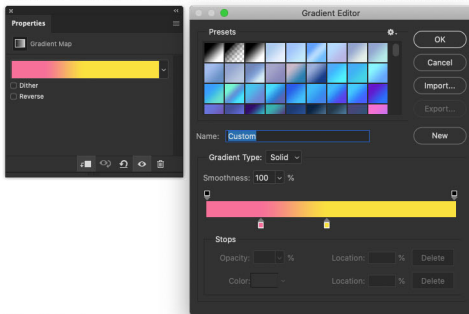 Properties
Gradient Map
Dither
Reverse
Gradient Editor
Presets
OK
Cancel
Import...
Export...
Name: Custom
New
Gradient Type: Solid
Smoothness: 100 %
Stops
Opacity: % Location: % Delete
Color: Location: % Delete